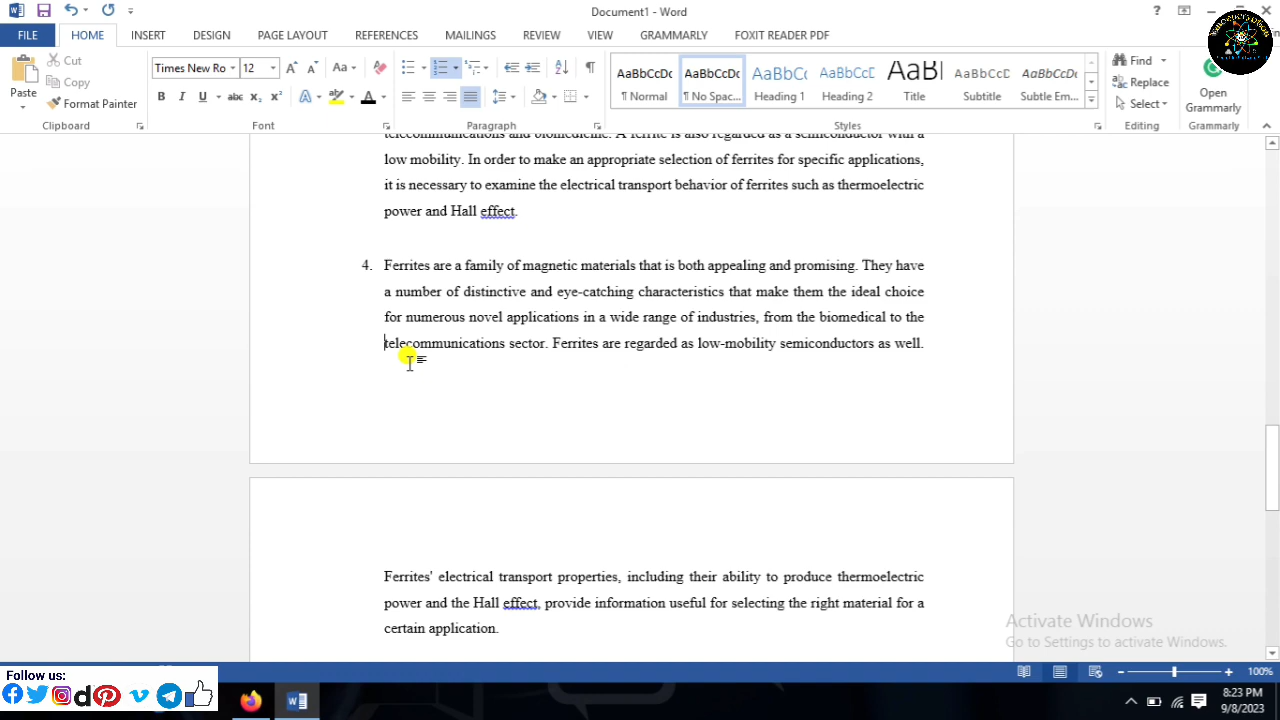 Document1 - Word
?
FILE
HOME
INSERT
DESIGN
PAGE LAYOUT
REFERENCES
MAILINGS
REVIEW
VIEW
GRAMMARLY
FOXIT READER PDF
Paste
Cut
Copy
Format Painter
Clipboard
Times New Ro
12
Aa
B I U abc x₂ x²
Font
Paragraph
AaBbCcDc
¶ Normal
AaBbCcDc
¶ No Spac...
AaBbCc
Heading 1
AaBbCcD
Heading 2
AaBl
Title
AaBbCcD
Subtitle
AaBbCcDc
Subtle Em...
Styles
Find
Replace
Select
Editing
Open
Grammarly
Grammarly
telecommunications and biomedicine. A ferrite is also regarded as a semiconductor with a
low mobility. In order to make an appropriate selection of ferrites for specific applications,
it is necessary to examine the electrical transport behavior of ferrites such as thermoelectric
power and Hall effect.
4. Ferrites are a family of magnetic materials that is both appealing and promising. They have
a number of distinctive and eye-catching characteristics that make them the ideal choice
for numerous novel applications in a wide range of industries, from the biomedical to the
telecommunications sector. Ferrites are regarded as low-mobility semiconductors as well.
Ferrites' electrical transport properties, including their ability to produce thermoelectric
power and the Hall effect, provide information useful for selecting the right material for a
certain application.
Activate Windows
Go to Settings to activate Windows.
Follow us:
100%
8:23 PM
9/8/2023